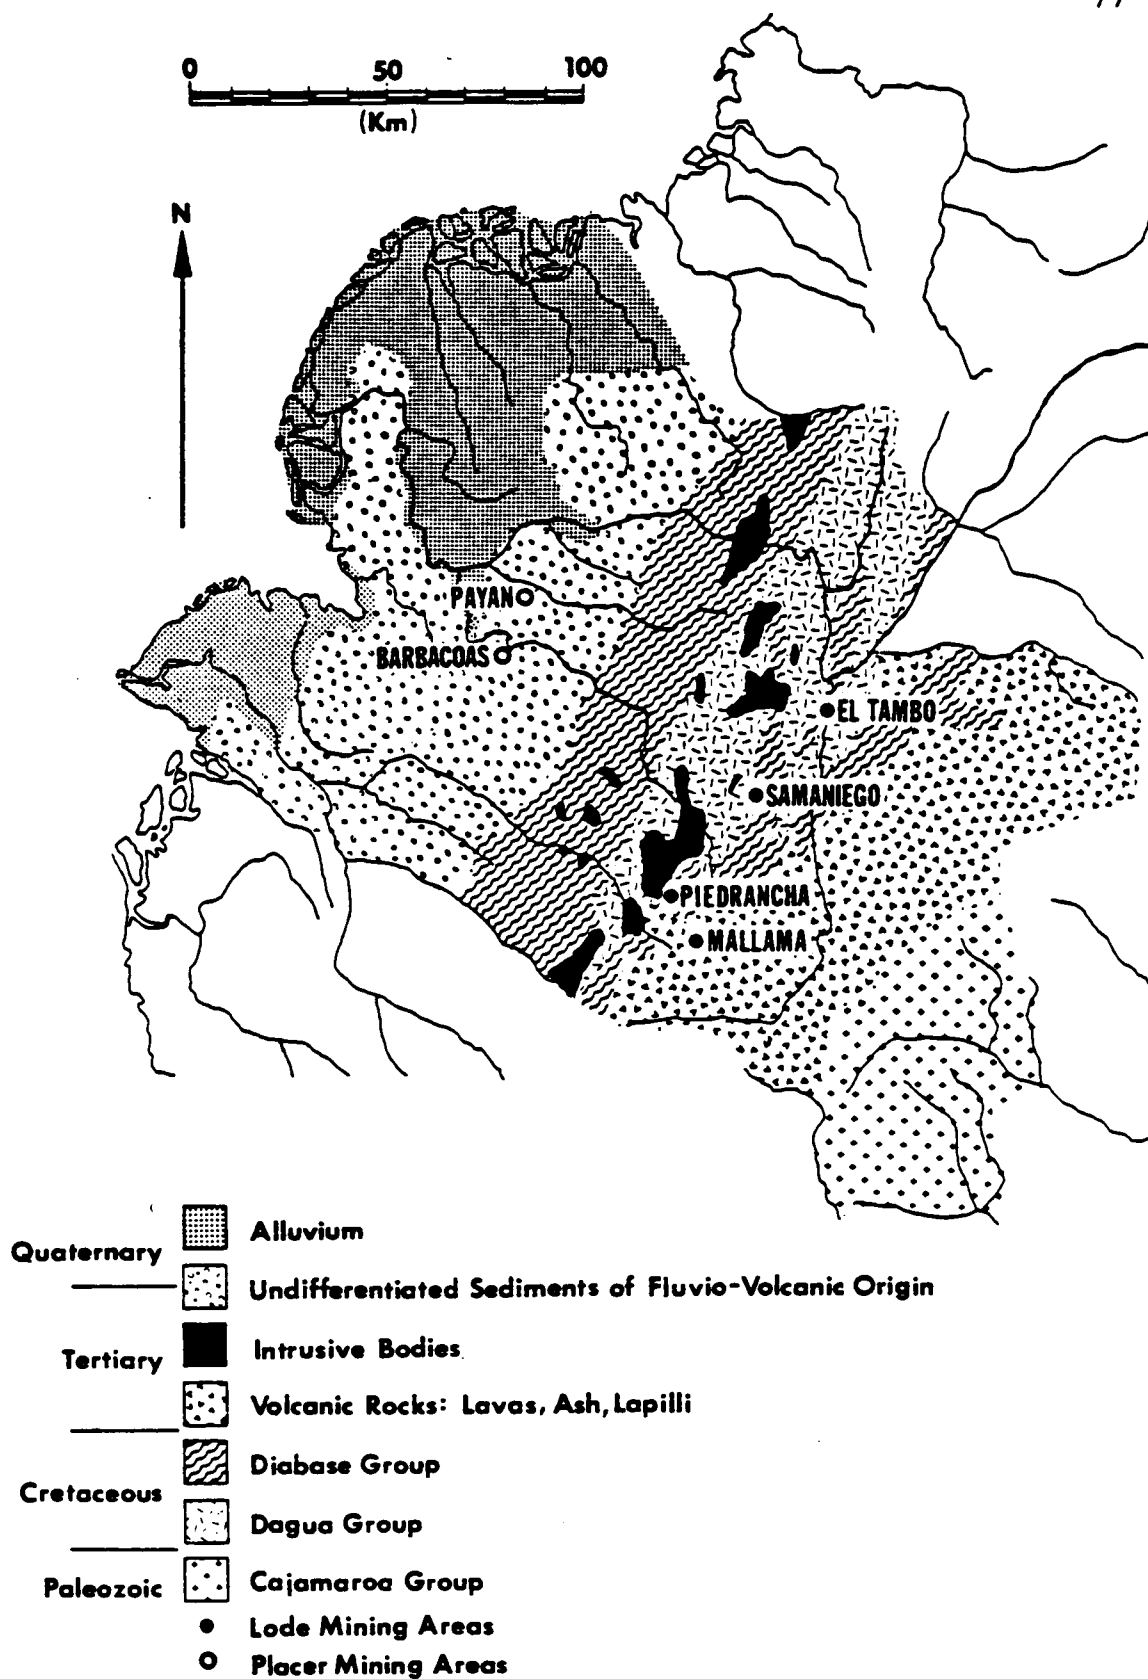 0 50 100
(Km)
N
PAYAN
BARBACOAS
EL TAMBO
SAMANIEGO
PIEDRANCHA
MALLAMA
Quaternary
Alluvium
Undifferentiated Sediments of Fluvio-Volcanic Origin
Tertiary
Intrusive Bodies
Volcanic Rocks: Lavas, Ash, Lapilli
Cretaceous
Diabase Group
Dagua Group
Paleozoic
Cajamaroa Group
Lode Mining Areas
Placer Mining Areas